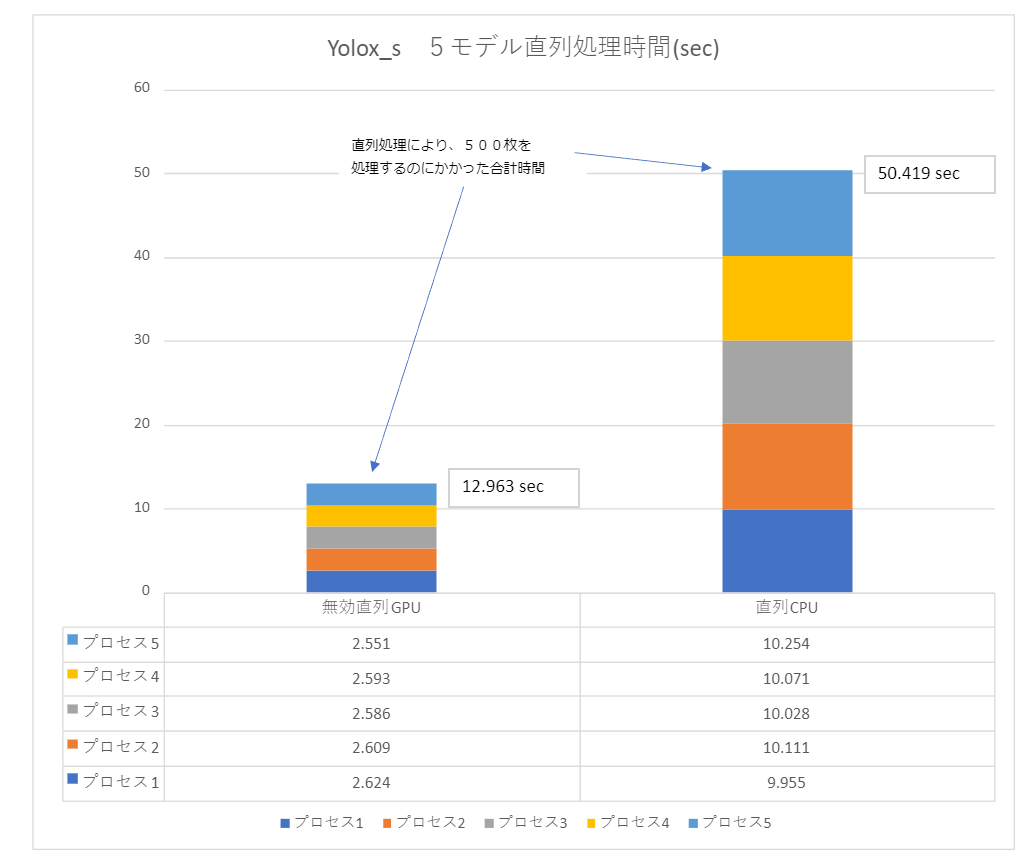 Yolox_s　５モデル直列処理時間(sec)
60
直列処理により、５００枚を
処理するのにかかった合計時間
50
50.419 sec
40
30
20
12.963 sec
10
0
無効直列GPU 直列CPU
プロセス5 2.551 10.254
プロセス4 2.593 10.071
プロセス3 2.586 10.028
プロセス2 2.609 10.111
プロセス1 2.624 9.955
プロセス1 プロセス2 プロセス3 プロセス4 プロセス5